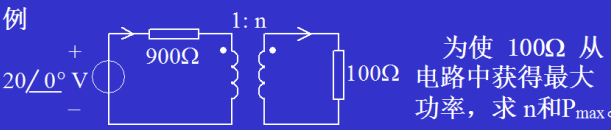 例
1: n
900Ω
+
20/ 0° V
−
100Ω
为使 100Ω 从
电路中获得最大
功率，求 n和Pmax。